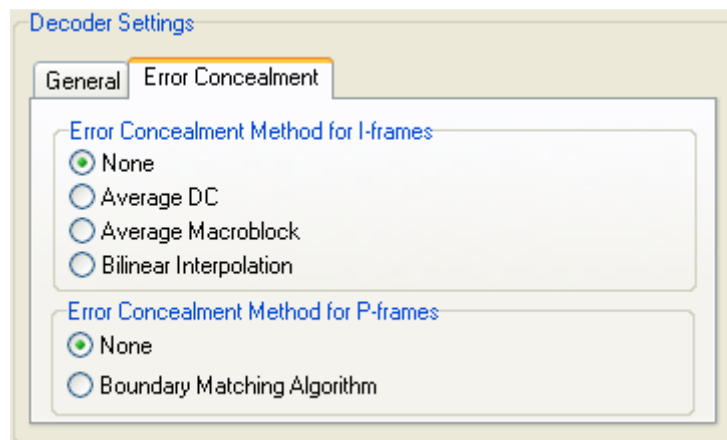 Decoder Settings
General Error Concealment
Error Concealment Method for I-frames
None
Average DC
Average Macroblock
Bilinear Interpolation
Error Concealment Method for P-frames
None
Boundary Matching Algorithm